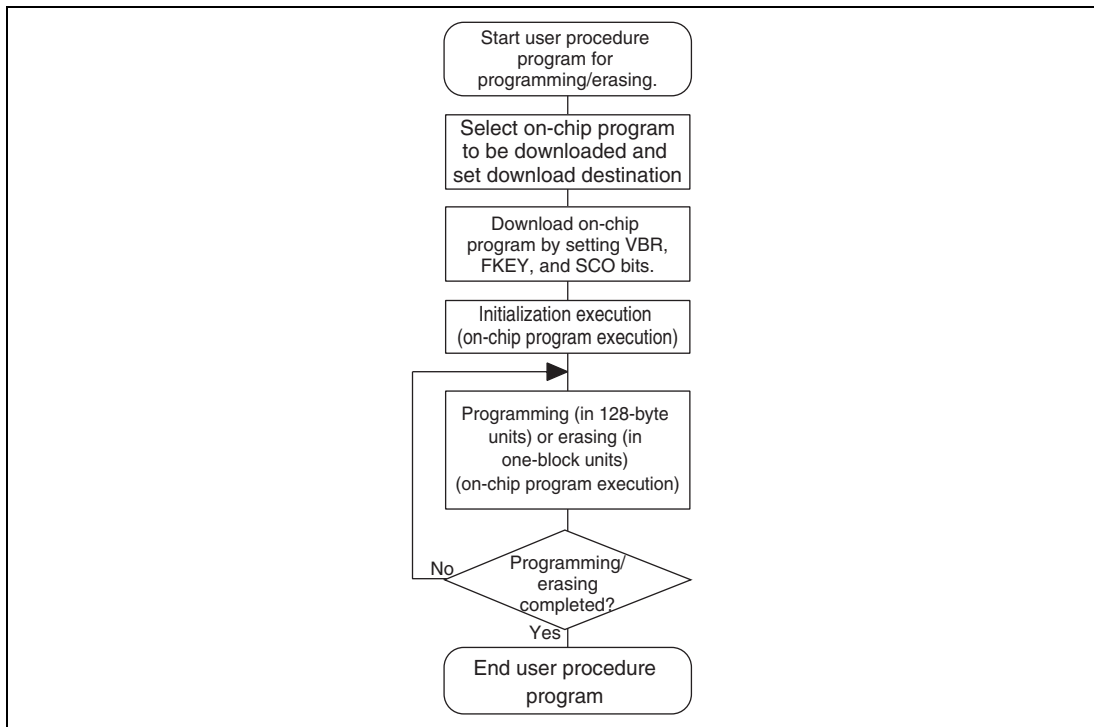 Start user procedure
program for
programming/erasing.
Select on-chip program
to be downloaded and
set download destination
Download on-chip
program by setting VBR,
FKEY, and SCO bits.
Initialization execution
(on-chip program execution)
Programming (in 128-byte
units) or erasing (in
one-block units)
(on-chip program execution)
No
Programming/
erasing
completed?
Yes
End user procedure
program